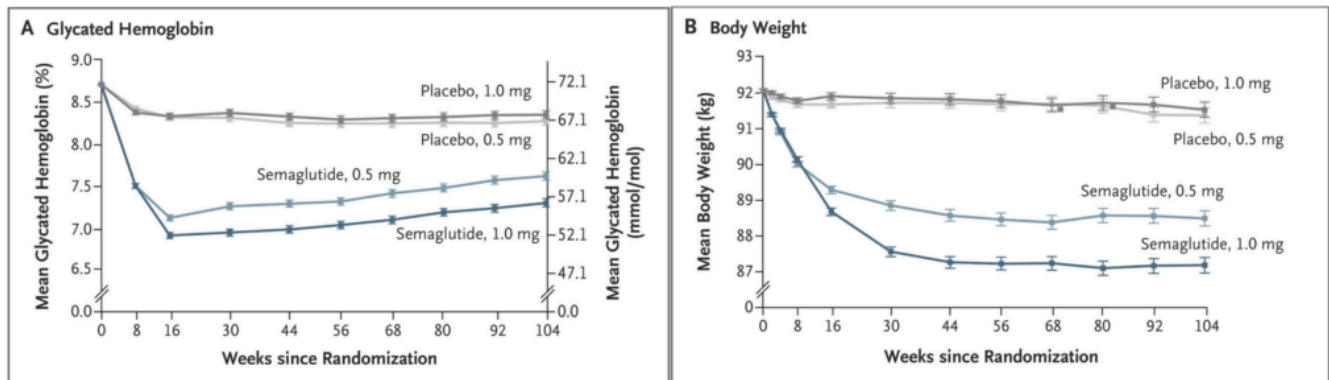 A Glycated Hemoglobin
Mean Glycated Hemoglobin (%)
9.0
8.5
8.0
7.5
7.0
6.5
0.0
Placebo, 1.0 mg
Placebo, 0.5 mg
Semaglutide, 0.5 mg
Semaglutide, 1.0 mg
72.1
67.1
62.1
57.1
52.1
47.1
0.0
Mean Glycated Hemoglobin
(mmol/mol)
0 8 16 30 44 56 68 80 92 104
Weeks since Randomization
B Body Weight
Mean Body Weight (kg)
93
92
91
90
89
88
87
0
Placebo, 1.0 mg
Placebo, 0.5 mg
Semaglutide, 0.5 mg
Semaglutide, 1.0 mg
0 8 16 30 44 56 68 80 92 104
Weeks since Randomization